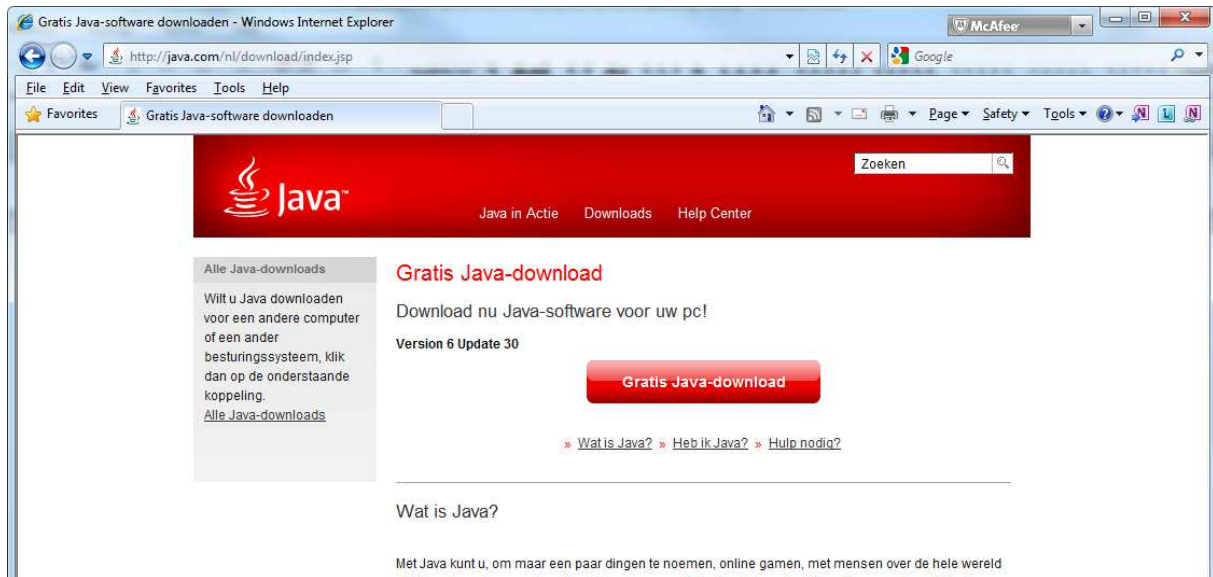 Gratis Java-software downloaden - Windows Internet Explorer
McAfee
http://java.com/nl/download/index.jsp
Google
File Edit View Favorites Tools Help
Favorites
Gratis Java-software downloaden
Page Safety Tools
Java™
Zoeken
Java in Actie Downloads Help Center
Alle Java-downloads
Wilt u Java downloaden
voor een andere computer
of een ander
besturingssysteem, klik
dan op de onderstaande
koppeling.
Alle Java-downloads
Gratis Java-download
Download nu Java-software voor uw pc!
Version 6 Update 30
Gratis Java-download
» Wat is Java? » Heb ik Java? » Hulp nodig?
Wat is Java?
Met Java kunt u, om maar een paar dingen te noemen, online gamen, met mensen over de hele wereld